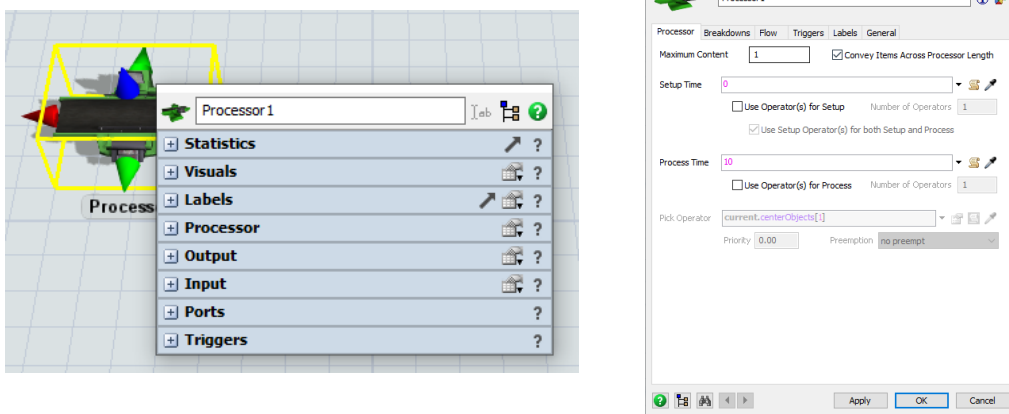 Processor1
Statistics
?
Visuals
?
Labels
?
Processor
?
Output
?
Input
?
Ports
?
Triggers
?
Process
Processor Breakdowns Flow Triggers Labels General
Maximum Content 1 Convey Items Across Processor Length
Setup Time 0
Use Operator(s) for Setup Number of Operators 1
Use Setup Operator(s) for both Setup and Process
Process Time 10
Use Operator(s) for Process Number of Operators 1
Pick Operator current.centerObjects[1]
Priority 0.00 Preemption no preempt
Apply OK Cancel